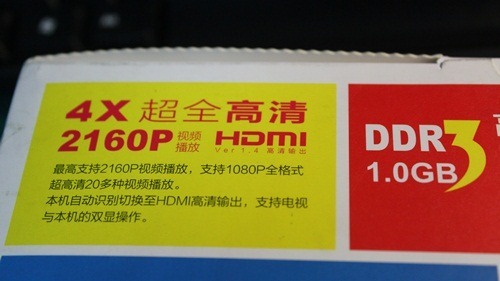 4X 超全高清
2160P 视频播放 HDMI
Ver1.4 高清输出
最高支持2160P视频播放，支持1080P全格式
超高清20多种视频播放。
本机自动识别切换至HDMI高清输出，支持电视
与本机的双显操作。
DDR3
1.0GB